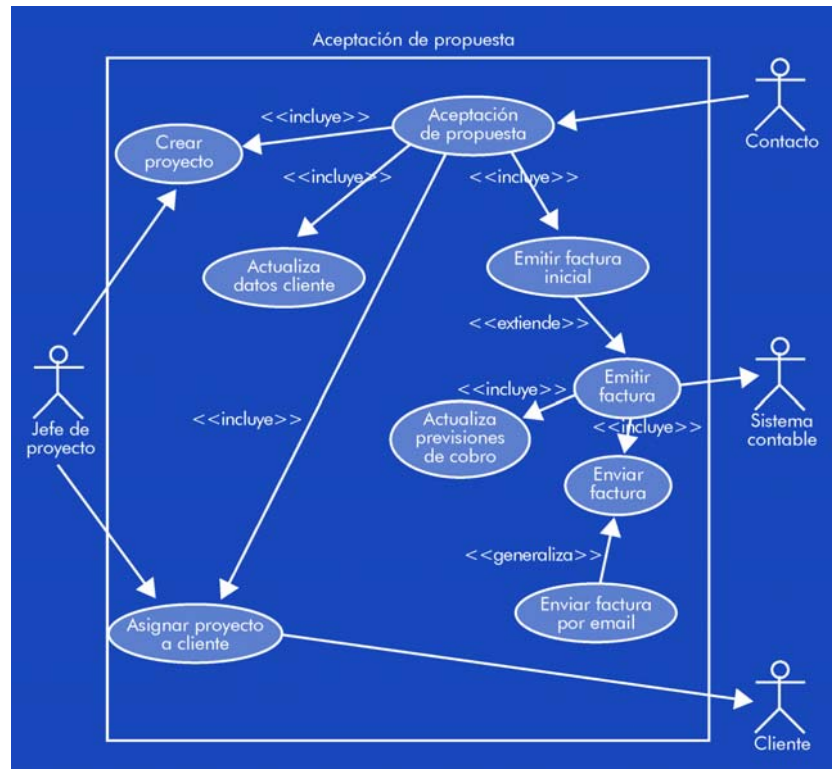 Aceptación de propuesta
<<incluye>>
Aceptación
de propuesta
Contacto
Crear
proyecto
<<incluye>>
<<incluye>>
Actualiza
datos cliente
Emitir factura
inicial
<<extiende>>
Emitir
factura
<<incluye>>
Jefe de
proyecto
<<incluye>>
Actualiza
previsiones
de cobro
<<incluye>>
Sistema
contable
Enviar
factura
<<generaliza>>
Enviar factura
por email
Asignar proyecto
a cliente
Cliente